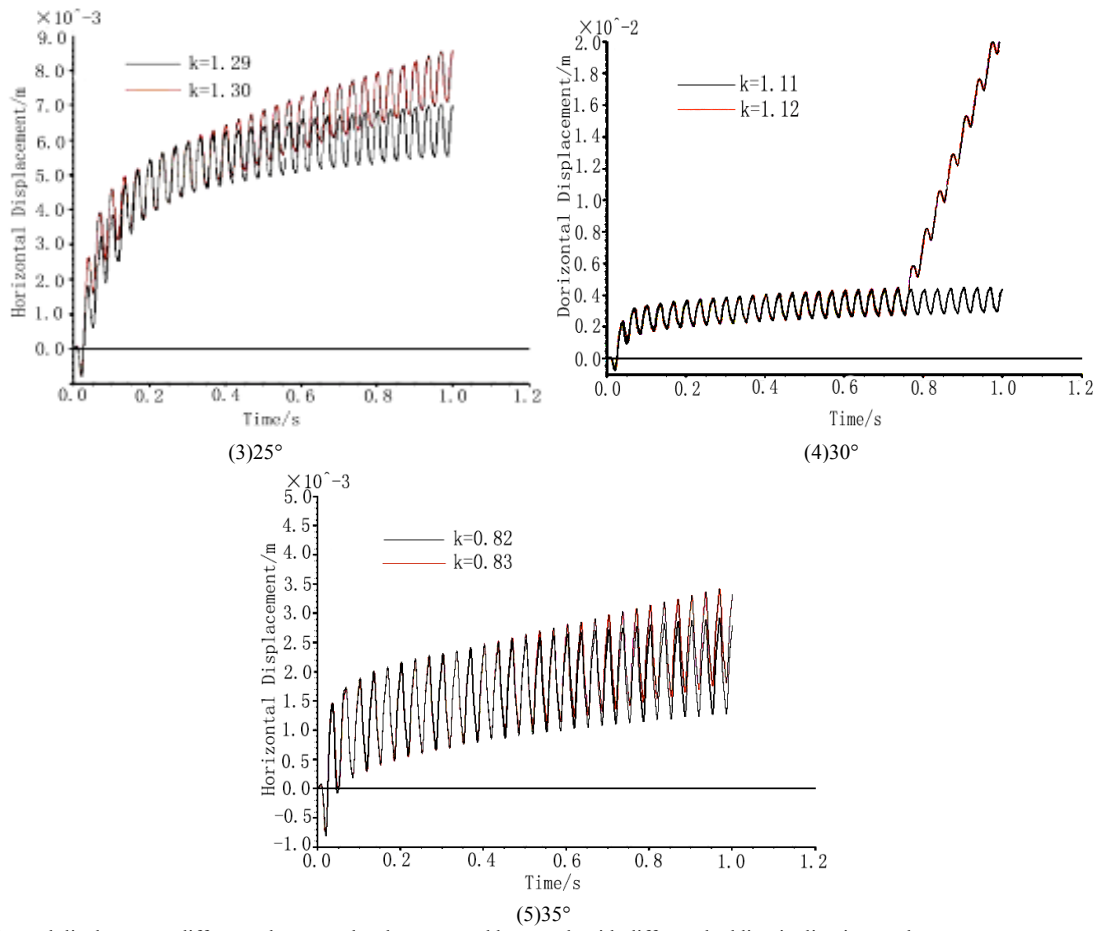 ×10^-3
9.0
8.0
7.0
6.0
5.0
4.0
3.0
2.0
1.0
0.0
Horizontal Displacement/m
k=1.29
k=1.30
0.0 0.2 0.4 0.6 0.8 1.0 1.2
Time/s
(3)25°
×10^-2
2.0
1.8
1.6
1.4
1.2
1.0
0.8
0.6
0.4
0.2
0.0
Dorizontal Displacement/m
k=1.11
k=1.12
0.0 0.2 0.4 0.6 0.8 1.0 1.2
Time/s
(4)30°
×10^-3
5.0
4.5
4.0
3.5
3.0
2.5
2.0
1.5
1.0
0.5
0.0
-0.5
-1.0
Horizontal Displacement/m
k=0.82
k=0.83
0.0 0.2 0.4 0.6 0.8 1.0 1.2
Time/s
(5)35°